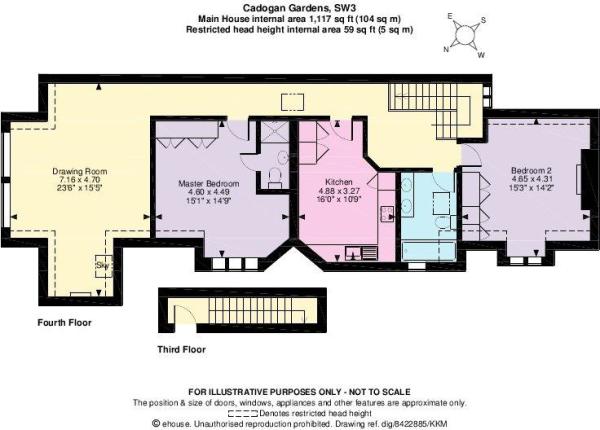 Cadogan Gardens, SW3
Main House internal area 1,117 sq ft (104 sq m)
Restricted head height internal area 59 sq ft (5 sq m)
E
S
N
W
Drawing Room
7.16 x 4.70
23'6" x 15'5"
Master Bedroom
4.60 x 4.49
15'1" x 14'9"
Kitchen
4.88 x 3.27
16'0" x 10'9"
Bedroom 2
4.65 x 4.31
15'3" x 14'2"
Sky
Fourth Floor
Third Floor
FOR ILLUSTRATIVE PURPOSES ONLY - NOT TO SCALE
The position & size of doors, windows, appliances and other features are approximate only.
Denotes restricted head height
© ehouse. Unauthorised reproduction prohibited. Drawing ref. dig/8422885/KKM